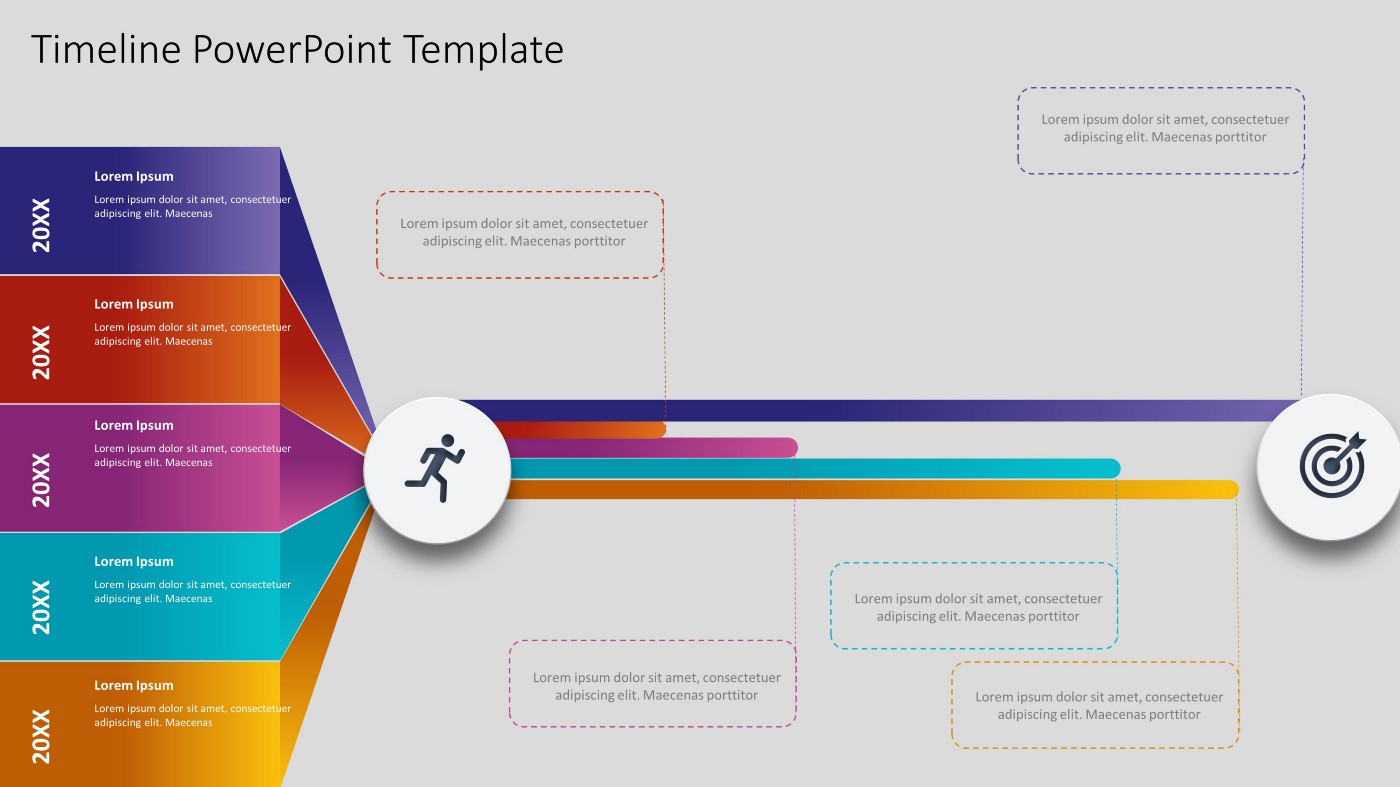 Timeline PowerPoint Template
20XX
Lorem Ipsum
Lorem ipsum dolor sit amet, consectetuer
adipiscing elit. Maecenas
20XX
Lorem Ipsum
Lorem ipsum dolor sit amet, consectetuer
adipiscing elit. Maecenas
20XX
Lorem Ipsum
Lorem ipsum dolor sit amet, consectetuer
adipiscing elit. Maecenas
20XX
Lorem Ipsum
Lorem ipsum dolor sit amet, consectetuer
adipiscing elit. Maecenas
20XX
Lorem Ipsum
Lorem ipsum dolor sit amet, consectetuer
adipiscing elit. Maecenas
Lorem ipsum dolor sit amet, consectetuer
adipiscing elit. Maecenas porttitor
Lorem ipsum dolor sit amet, consectetuer
adipiscing elit. Maecenas porttitor
Lorem ipsum dolor sit amet, consectetuer
adipiscing elit. Maecenas porttitor
Lorem ipsum dolor sit amet, consectetuer
adipiscing elit. Maecenas porttitor
Lorem ipsum dolor sit amet, consectetuer
adipiscing elit. Maecenas porttitor